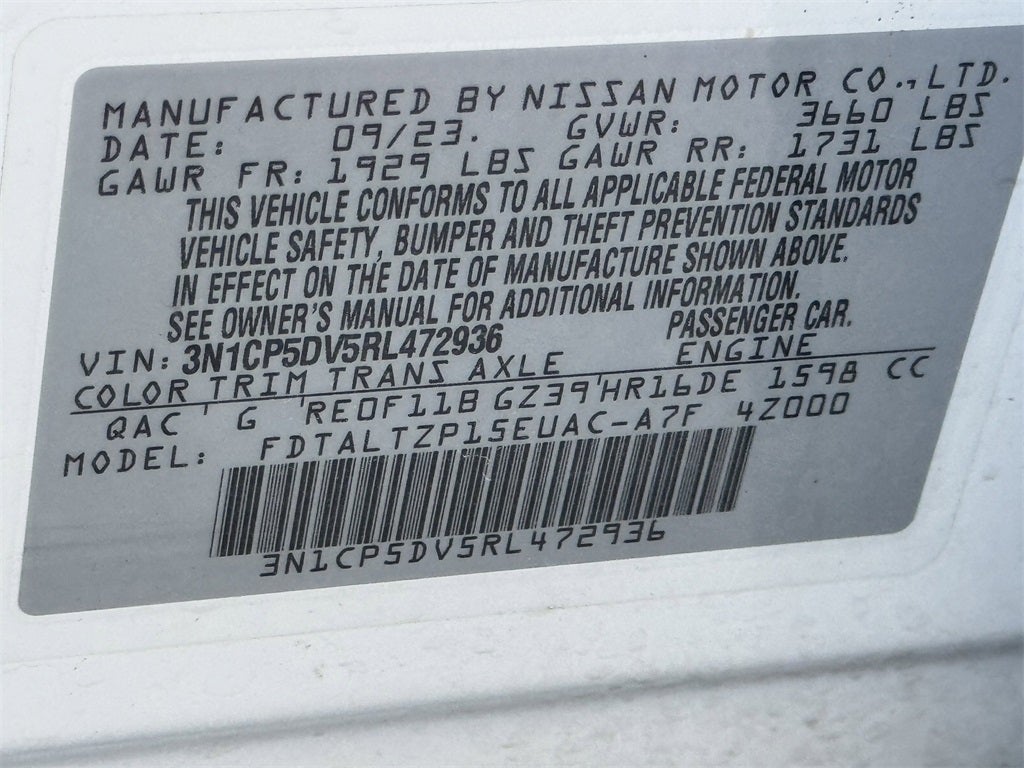 MANUFACTURED BY NISSAN MOTOR CO.,LTD.
DATE: 09/23. GVWR: 3660 LBS
GAWR FR: 1929 LBS GAWR RR: 1731 LBS
THIS VEHICLE CONFORMS TO ALL APPLICABLE FEDERAL MOTOR
VEHICLE SAFETY, BUMPER AND THEFT PREVENTION STANDARDS
IN EFFECT ON THE DATE OF MANUFACTURE SHOWN ABOVE.
SEE OWNER'S MANUAL FOR ADDITIONAL INFORMATION.
VIN: 3N1CP5DV5RL472936 PASSENGER CAR.
COLOR TRIM TRANS AXLE ENGINE
QAC ' G 'RE0F11B GZ39'HR16DE 1598 CC
MODEL: FDTALTZP15EUAC-A7F 4Z000
3N1CP5DV5RL472936